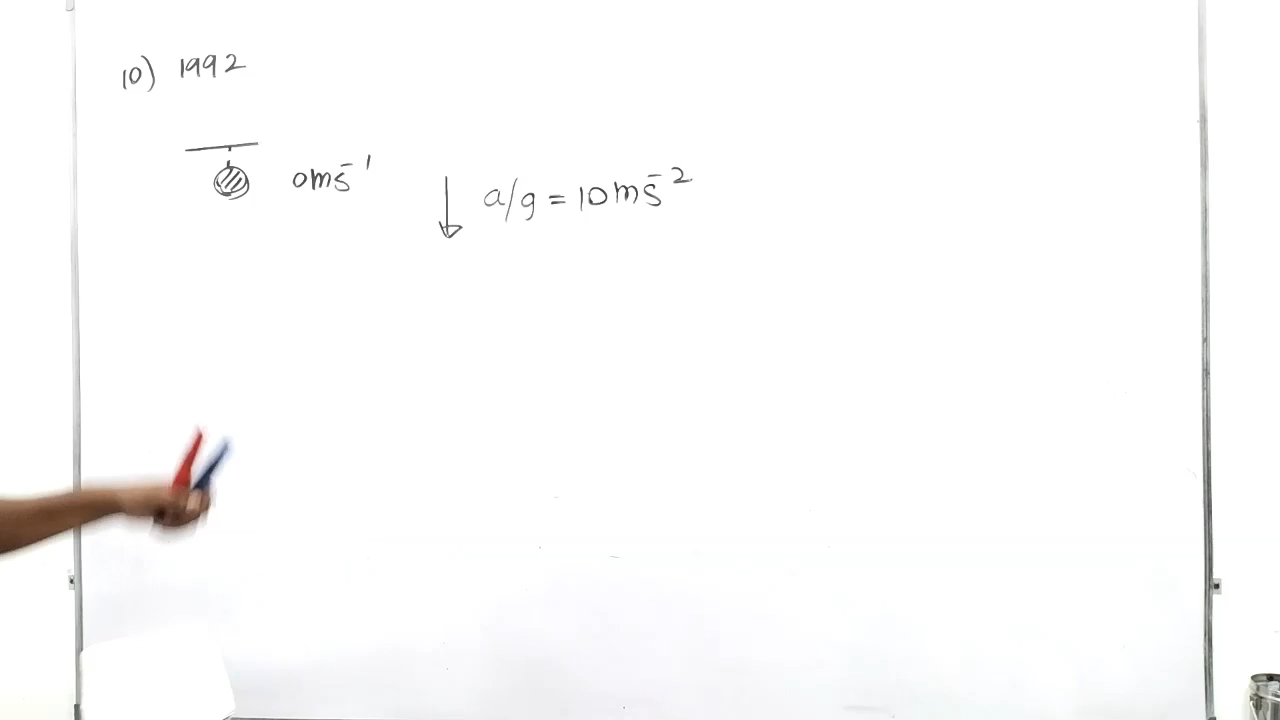 10) 1992
0ms⁻¹
a/g = 10ms⁻²